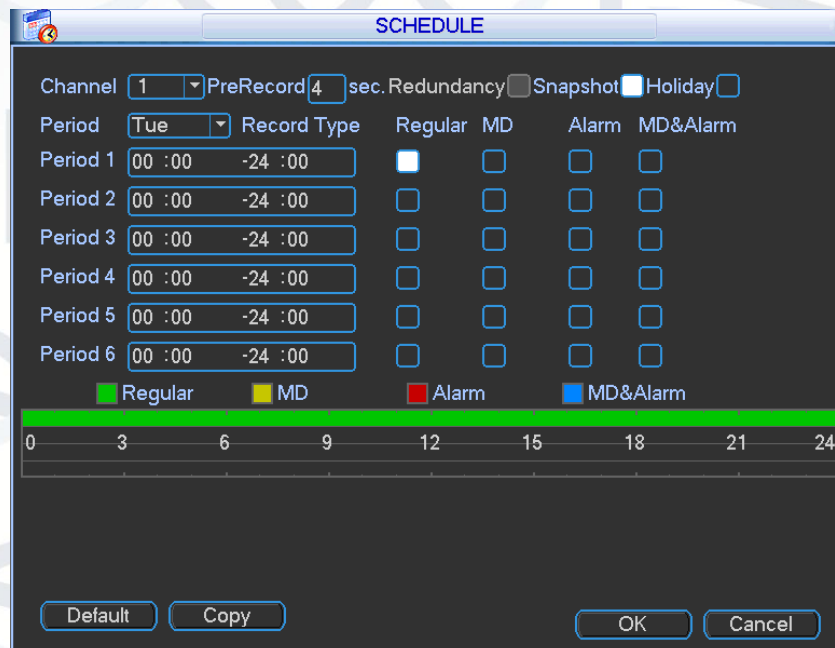 SCHEDULE
Channel 1 PreRecord 4 sec. Redundancy Snapshot Holiday
Period Tue Record Type Regular MD Alarm MD&Alarm
Period 1 00 :00 -24 :00
Period 2 00 :00 -24 :00
Period 3 00 :00 -24 :00
Period 4 00 :00 -24 :00
Period 5 00 :00 -24 :00
Period 6 00 :00 -24 :00
Regular MD Alarm MD&Alarm
0 3 6 9 12 15 18 21 24
Default Copy OK Cancel